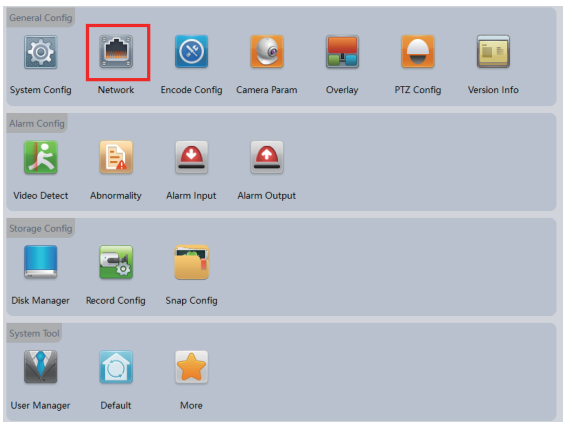 General Config
System Config Network Encode Config Camera Param Overlay PTZ Config Version Info
Alarm Config
Video Detect Abnormality Alarm Input Alarm Output
Storage Config
Disk Manager Record Config Snap Config
System Tool
User Manager Default More